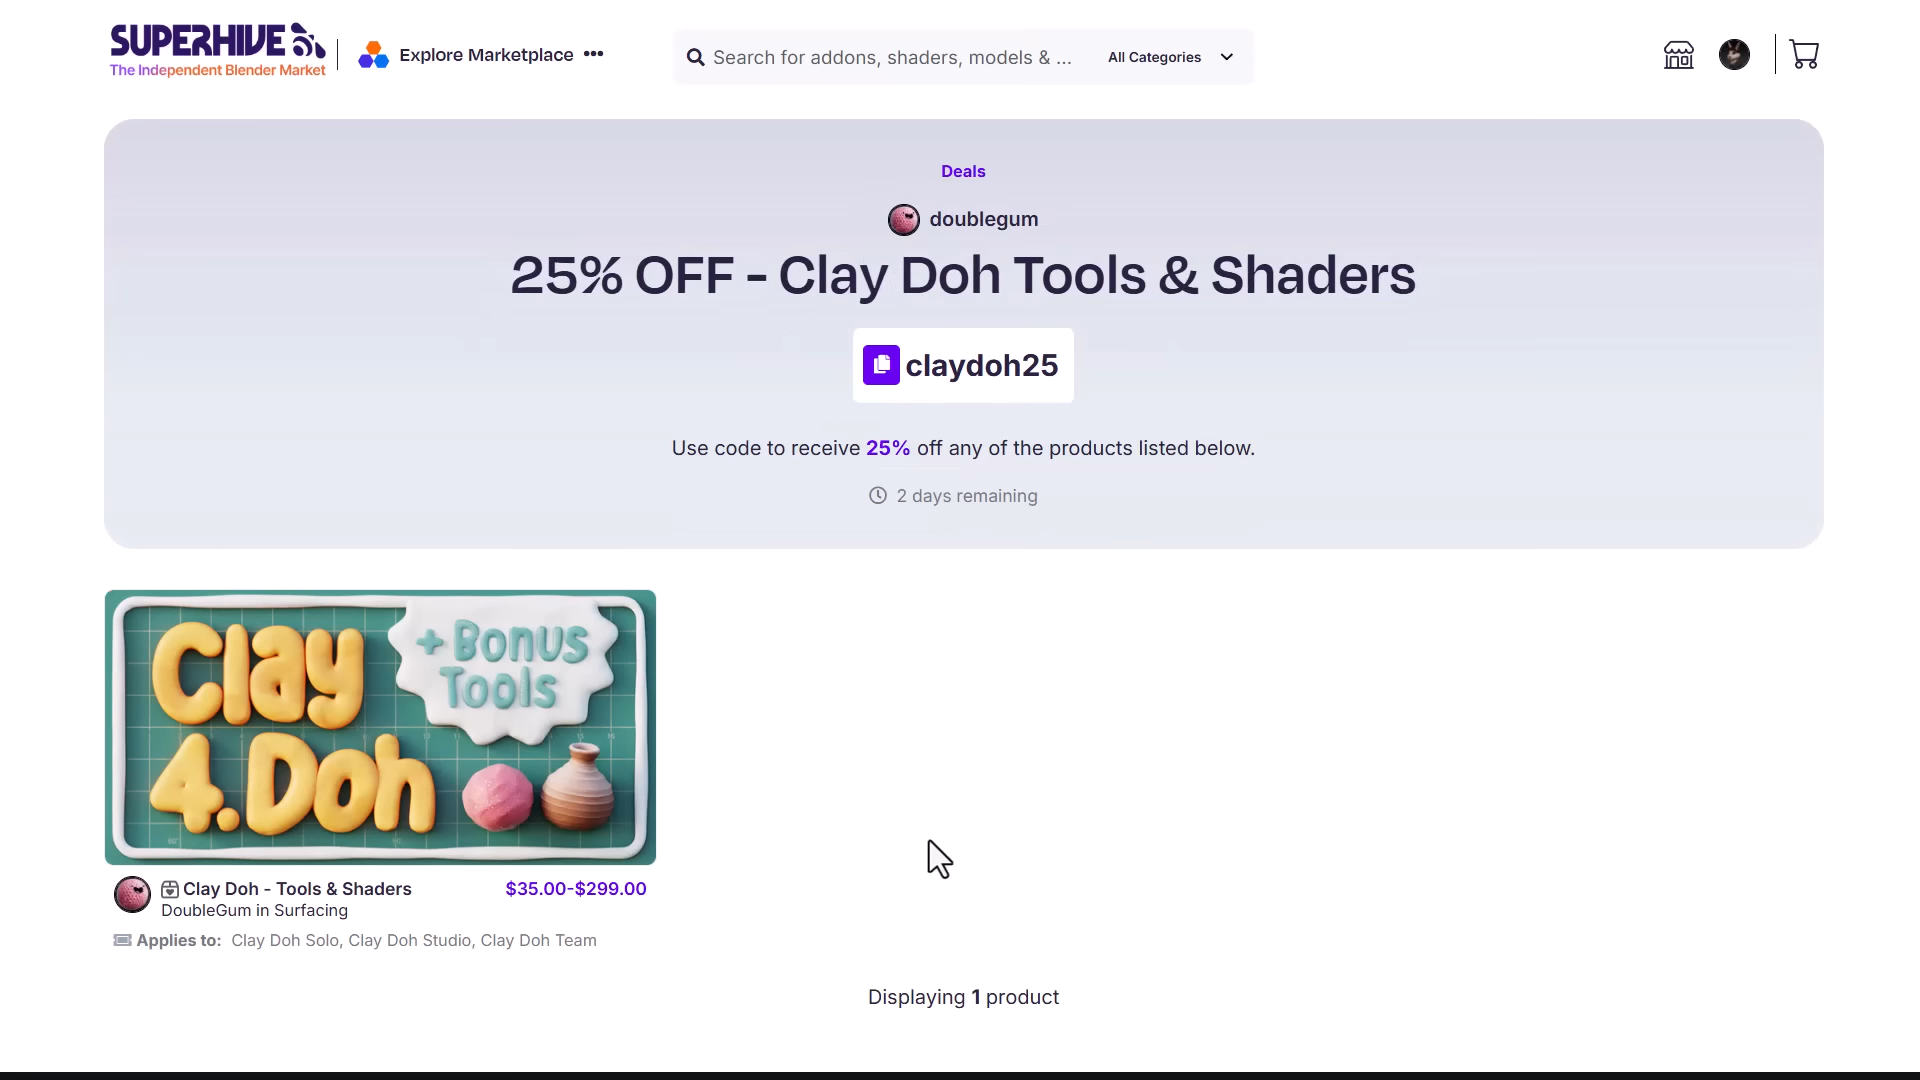 SUPERHIVE
The Independent Blender Market
Explore Marketplace •••
Search for addons, shaders, models & ...
All Categories
Deals
doublegum
25% OFF - Clay Doh Tools & Shaders
claydoh25
Use code to receive 25% off any of the products listed below.
2 days remaining
Clay
4.Doh
+ Bonus
Tools
Clay Doh - Tools & Shaders
$35.00-$299.00
DoubleGum in Surfacing
Applies to: Clay Doh Solo, Clay Doh Studio, Clay Doh Team
Displaying 1 product